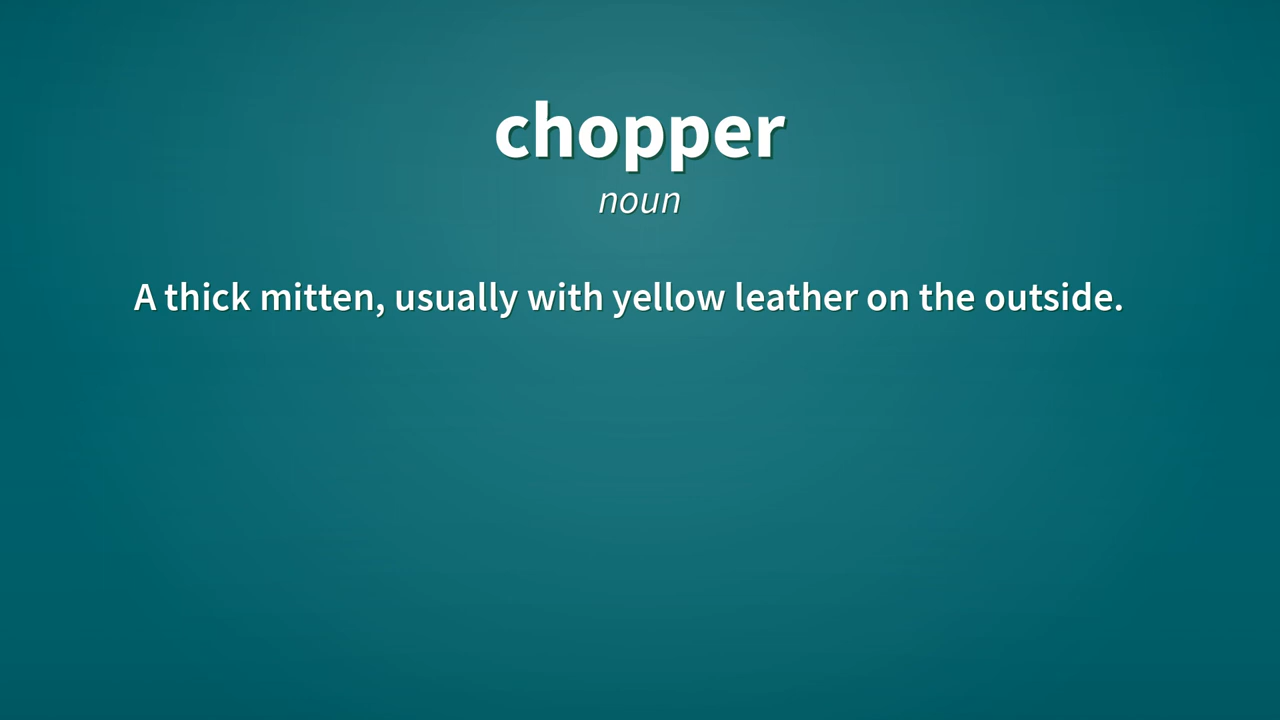 chopper
noun
A thick mitten, usually with yellow leather on the outside.